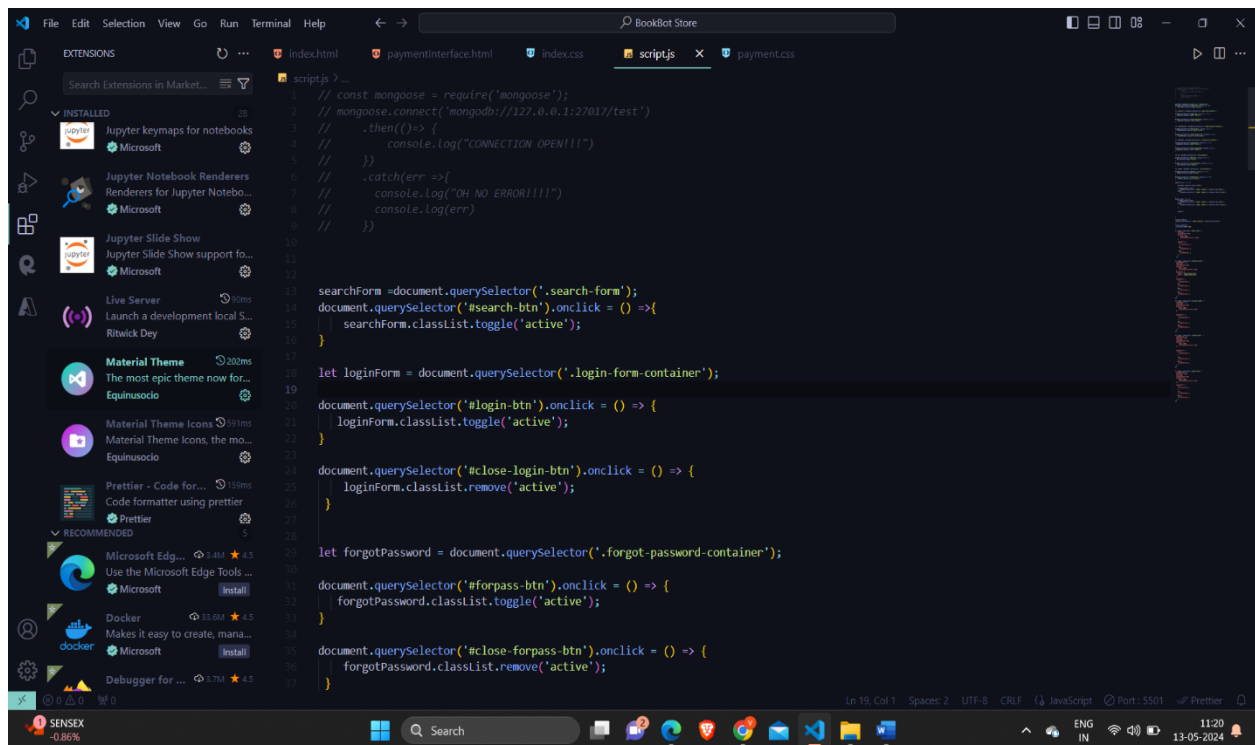 File Edit Selection View Go Run Terminal Help BookBot Store
EXTENSIONS
Search Extensions in Market...
INSTALLED 28
Jupyter keymaps for notebooks
Microsoft
Jupyter Notebook Renderers
Renderers for Jupyter Notebo...
Microsoft
Jupyter Slide Show
Jupyter Slide Show support fo...
Microsoft
Live Server 90ms
Launch a development local S...
Ritwick Dey
Material Theme 202ms
The most epic theme now for...
Equinusocio
Material Theme Icons 591ms
Material Theme Icons, the mo...
Equinusocio
Prettier - Code for... 159ms
Code formatter using prettier
Prettier
RECOMMENDED 5
Microsoft Edg... 3.4M 4.5
Use the Microsoft Edge Tools ...
Microsoft Install
Docker 33.6M 4.5
Makes it easy to create, mana...
Microsoft Install
Debugger for ... 3.7M 4.5
index.html paymentInterface.html index.css script.js payment.css
script.js > ...
1 // const mongoose = require('mongoose');
2 // mongoose.connect('mongodb://127.0.0.1:27017/test')
3 // .then(()=> {
4 // console.log("CONNECTION OPEN!!!")
5 // })
6 // .catch(err =>{
7 // console.log("OH NO ERROR!!!!")
8 // console.log(err)
9 // })
10
11
12
13 searchForm =document.querySelector('.search-form');
14 document.querySelector('#search-btn').onclick = () =>{
15 searchForm.classList.toggle('active');
16 }
17
18 let loginForm = document.querySelector('.login-form-container');
19
20 document.querySelector('#login-btn').onclick = () => {
21 loginForm.classList.toggle('active');
22 }
23
24 document.querySelector('#close-login-btn').onclick = () => {
25 loginForm.classList.remove('active');
26 }
27
28
29 let forgotPassword = document.querySelector('.forgot-password-container');
30
31 document.querySelector('#forpass-btn').onclick = () => {
32 forgotPassword.classList.toggle('active');
33 }
34
35 document.querySelector('#close-forpass-btn').onclick = () => {
36 forgotPassword.classList.remove('active');
37 }
0 0 0 Ln 19, Col 1 Spaces: 2 UTF-8 CRLF JavaScript Port : 5501 Prettier
1 SENSEX
-0.86%
Search
2
ENG
IN
11:20
13-05-2024